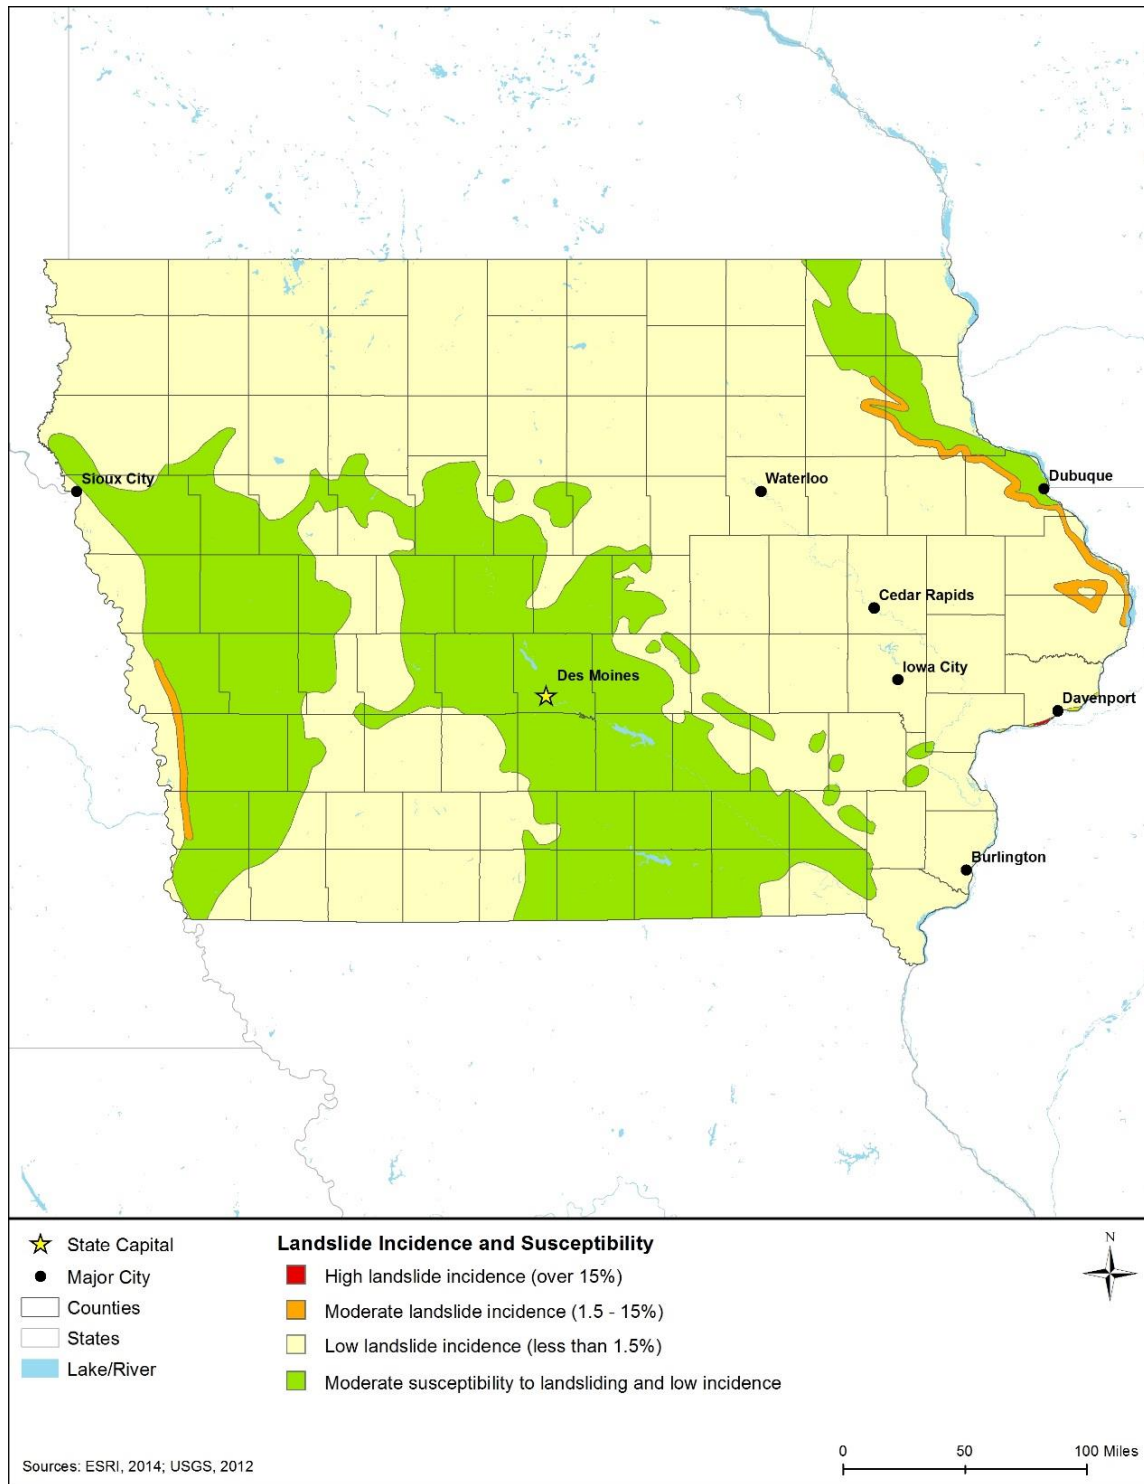 Sioux City
Waterloo
Dubuque
Cedar Rapids
Iowa City
Des Moines
Davenport
Burlington
State Capital
Major City
Counties
States
Lake/River
Landslide Incidence and Susceptibility
High landslide incidence (over 15%)
Moderate landslide incidence (1.5 - 15%)
Low landslide incidence (less than 1.5%)
Moderate susceptibility to landsliding and low incidence
N
0 50 100 Miles
Sources: ESRI, 2014; USGS, 2012